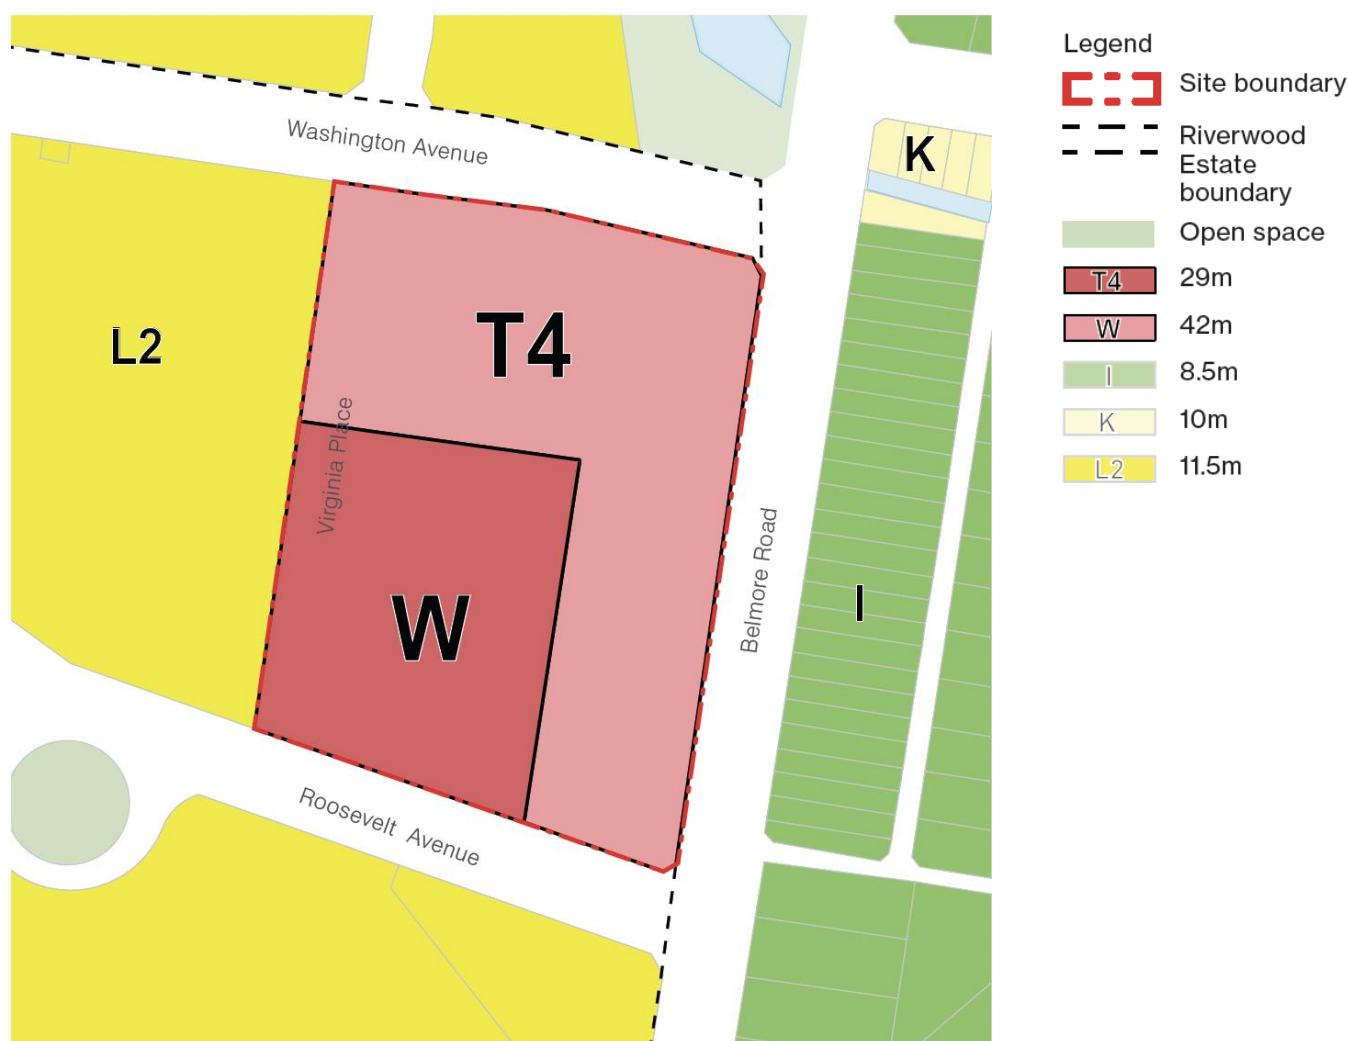 Washington Avenue
K
T4
L2
Virginia Place
W
Belmore Road
I
Roosevelt Avenue
Legend
Site boundary
Riverwood
Estate
boundary
Open space
T4 29m
W 42m
I 8.5m
K 10m
L2 11.5m